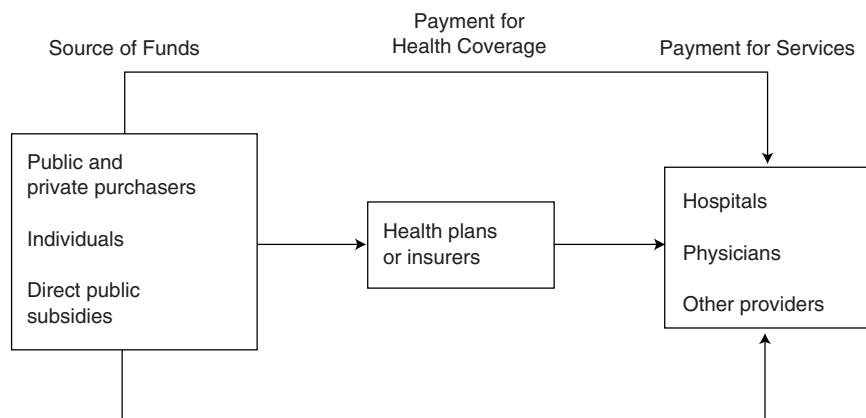 Source of Funds
Payment for
Health Coverage
Payment for Services
Public and
private purchasers
Individuals
Direct public
subsidies
Health plans
or insurers
Hospitals
Physicians
Other providers